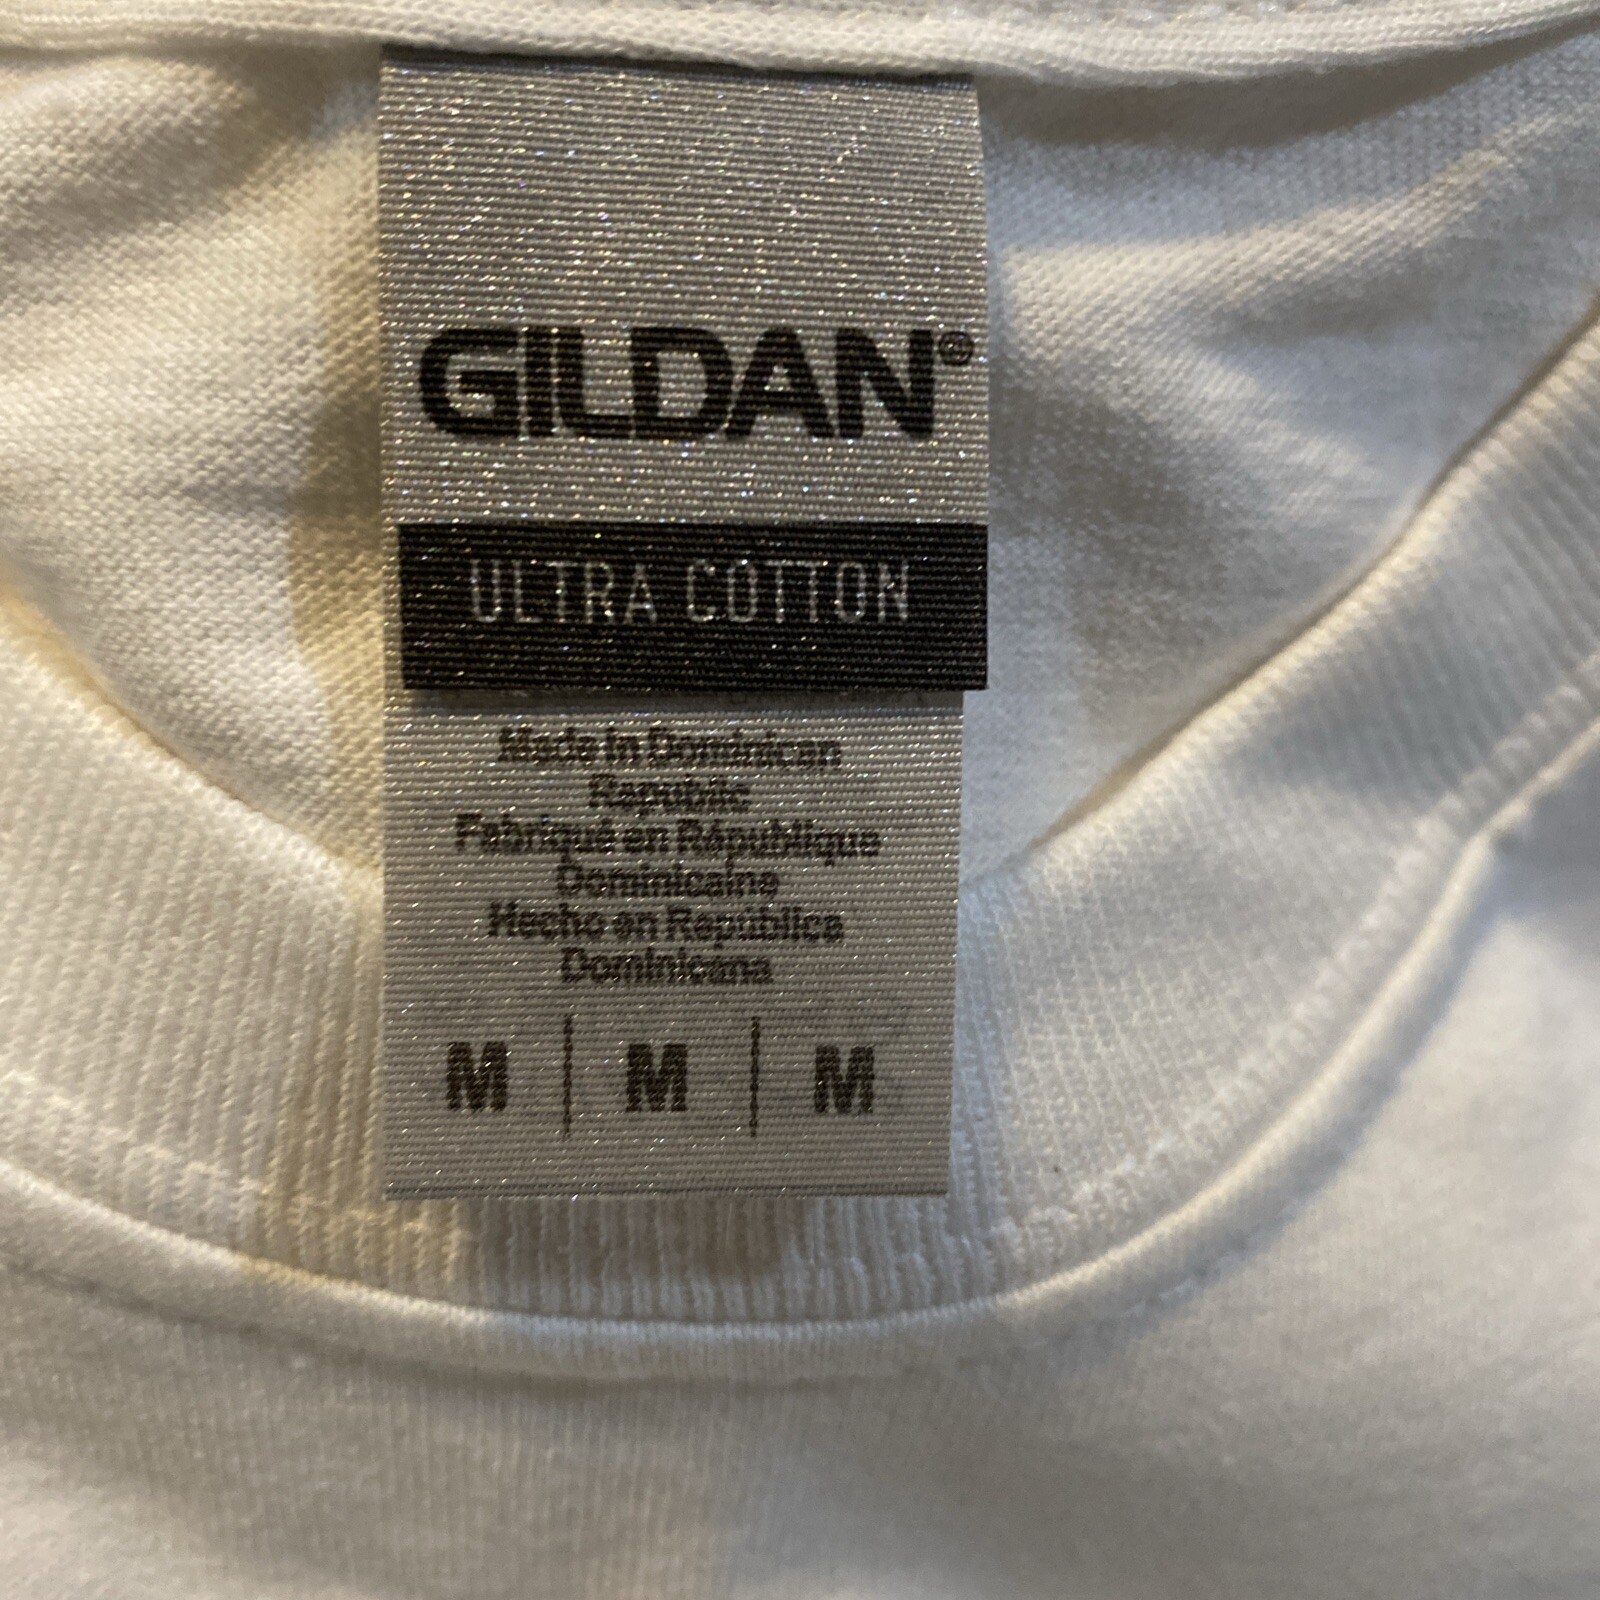 GILDAN®
ULTRA COTTON
Made in Dominican
Republic
Fabriqué en République
Dominicaine
Hecho en República
Dominicana
M | M | M